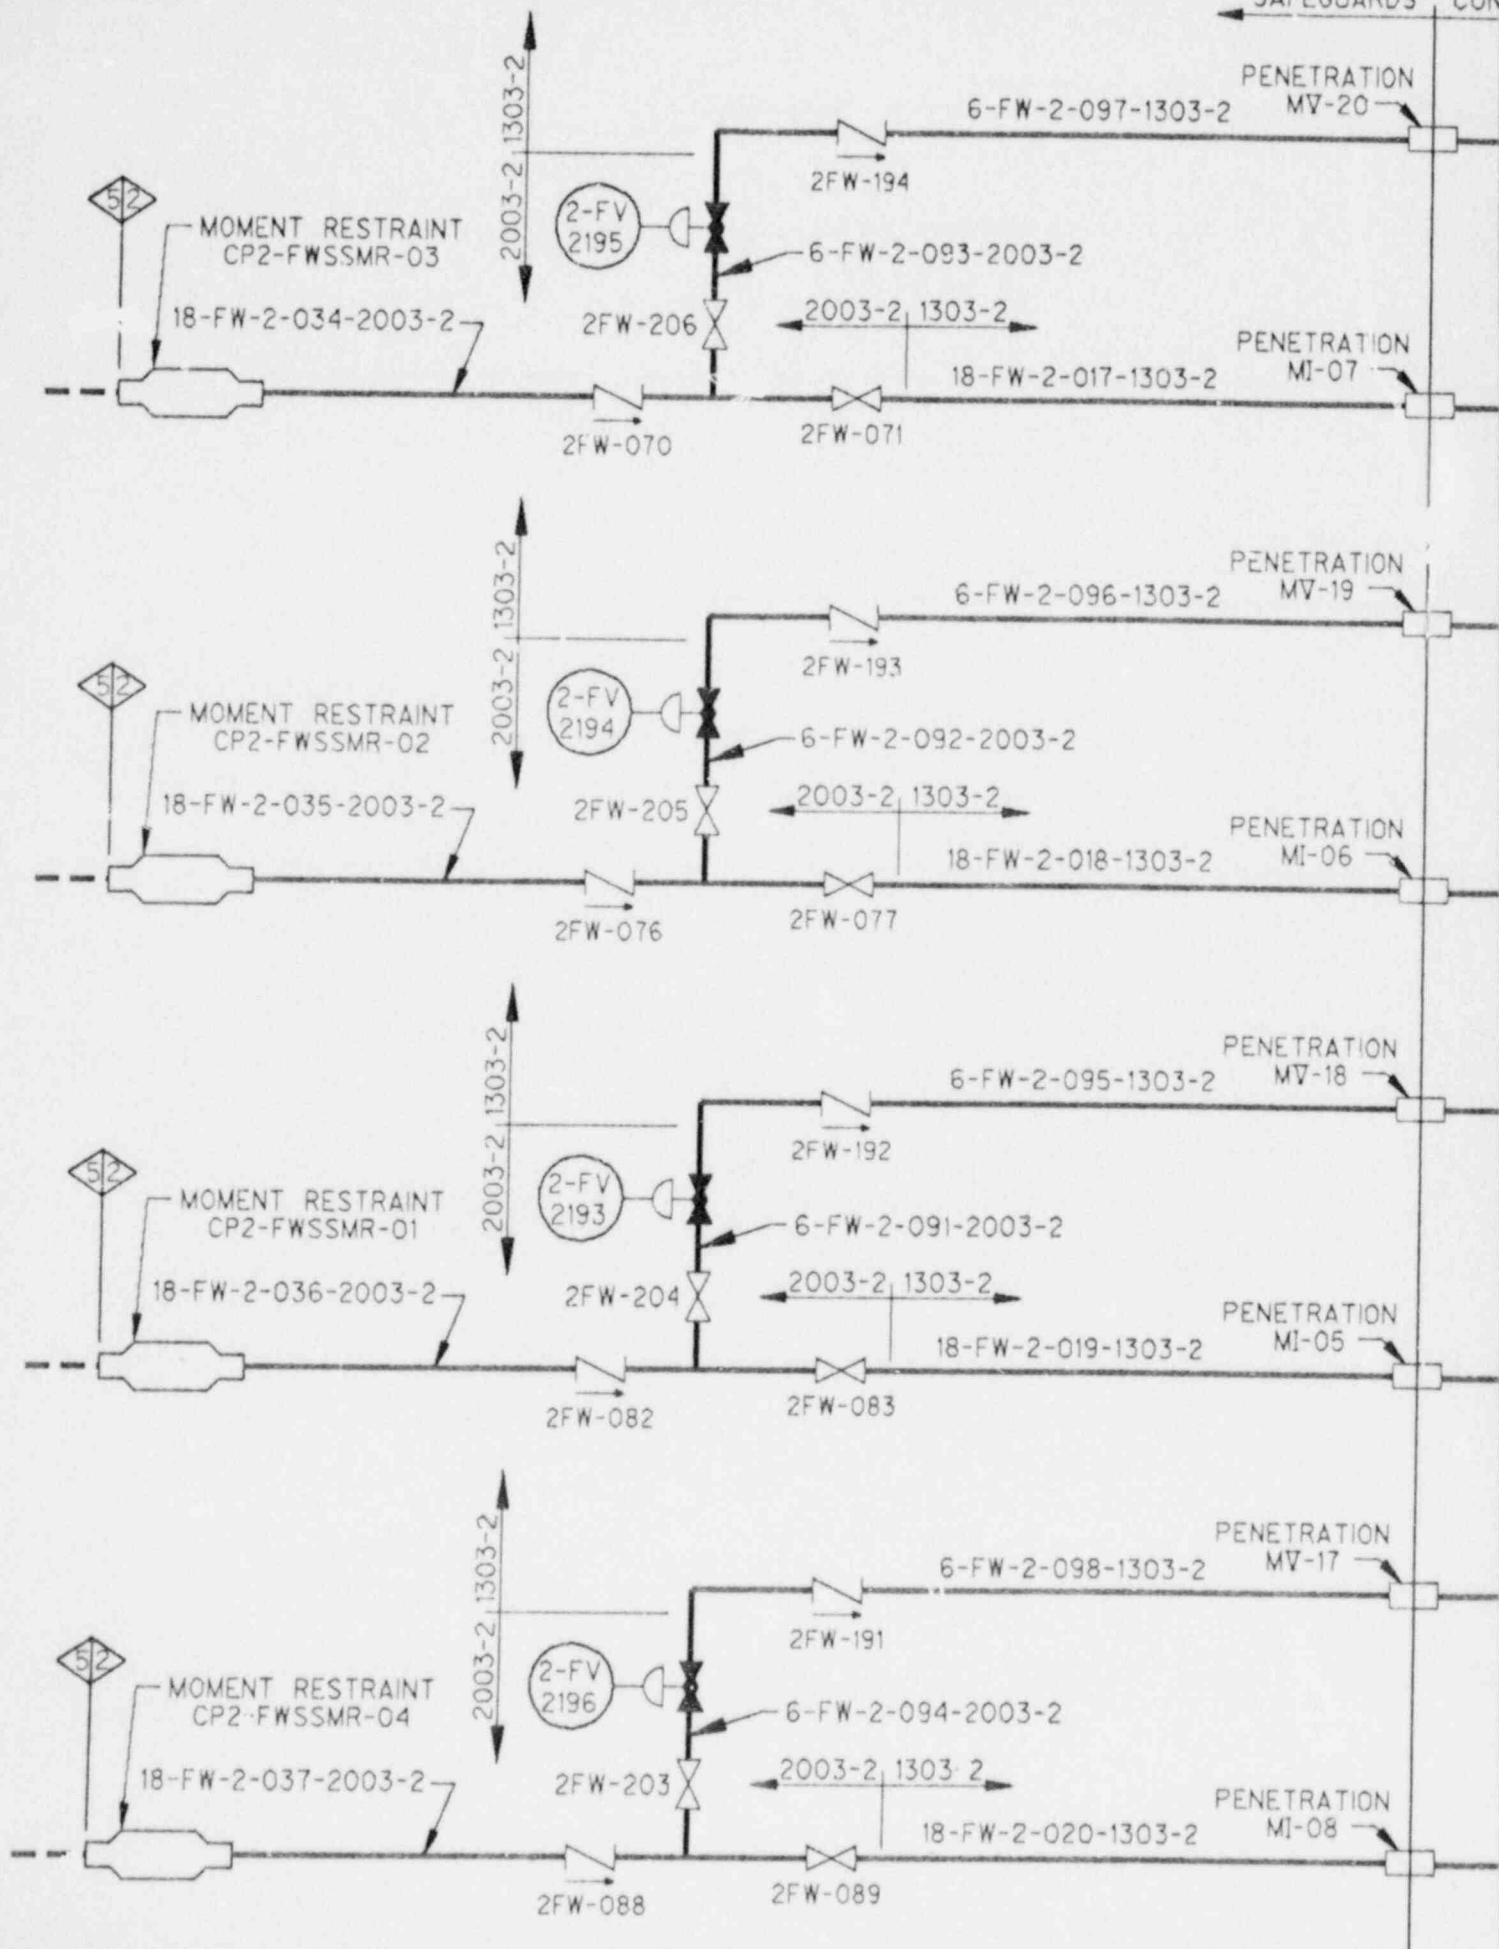 SAFEGUARDS
PENETRATION
MV-20
6-FW-2-097-1303-2
2003-2 1303-2
2FW-194
52
MOMENT RESTRAINT
CP2-FWSSMR-03
2-FV
2195
6-FW-2-093-2003-2
18-FW-2-034-2003-2
2FW-206
2003-2 1303-2
PENETRATION
MI-07
18-FW-2-017-1303-2
2FW-070
2FW-071
PENETRATION
MV-19
6-FW-2-096-1303-2
2003-2 1303-2
2FW-193
52
MOMENT RESTRAINT
CP2-FWSSMR-02
2-FV
2194
6-FW-2-092-2003-2
18-FW-2-035-2003-2
2FW-205
2003-2 1303-2
PENETRATION
MI-06
18-FW-2-018-1303-2
2FW-076
2FW-077
PENETRATION
MV-18
6-FW-2-095-1303-2
2003-2 1303-2
2FW-192
52
MOMENT RESTRAINT
CP2-FWSSMR-01
2-FV
2193
6-FW-2-091-2003-2
18-FW-2-036-2003-2
2FW-204
2003-2 1303-2
PENETRATION
MI-05
18-FW-2-019-1303-2
2FW-082
2FW-083
PENETRATION
MV-17
6-FW-2-098-1303-2
2003-2 1303-2
2FW-191
52
MOMENT RESTRAINT
CP2-FWSSMR-04
2-FV
2196
6-FW-2-094-2003-2
18-FW-2-037-2003-2
2FW-203
2003-2 1303-2
PENETRATION
MI-08
18-FW-2-020-1303-2
2FW-088
2FW-089